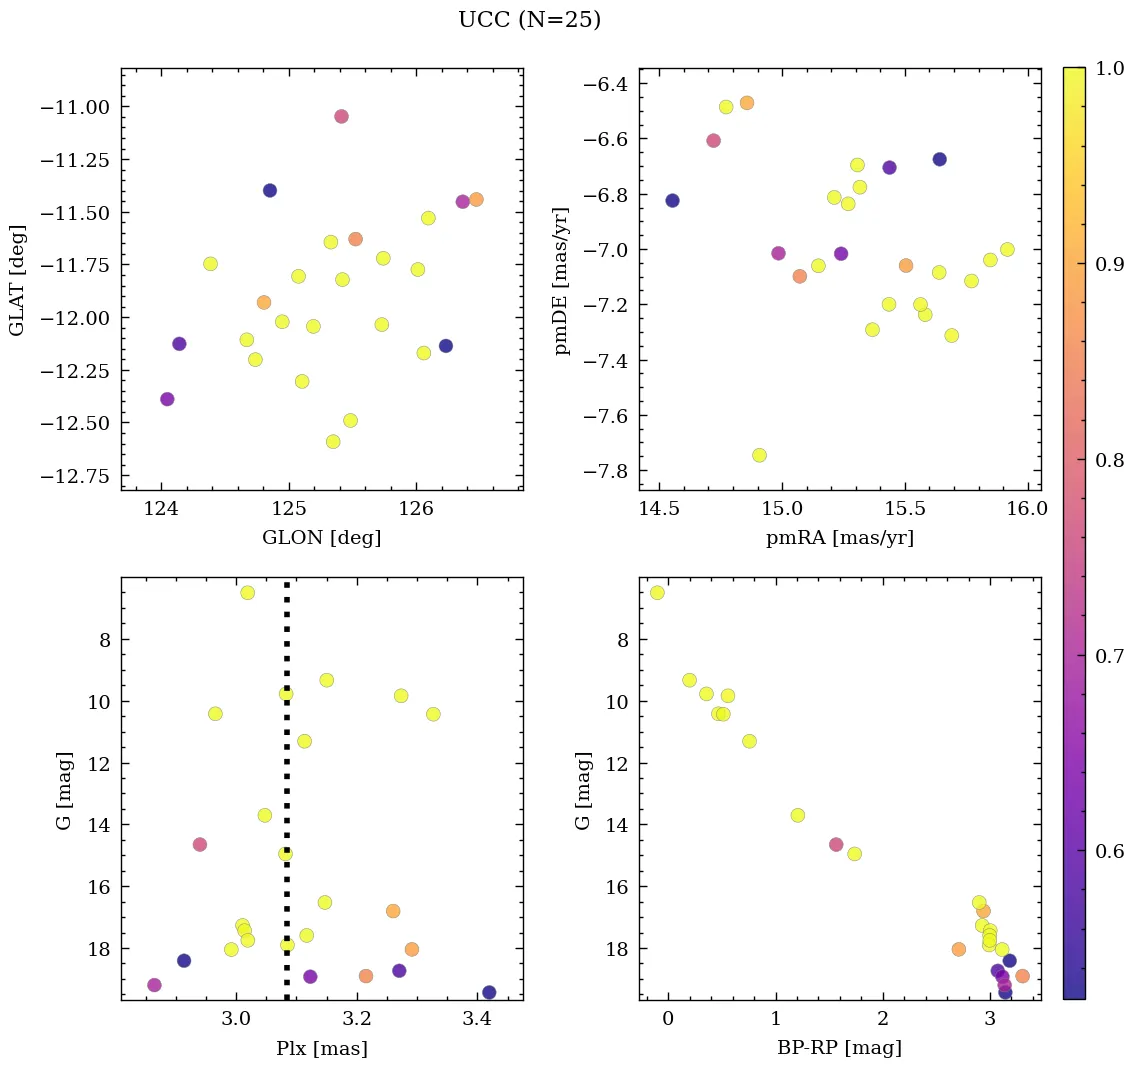 UCC (N=25)
−11.00
−11.25
−11.50
−11.75
−12.00
−12.25
−12.50
−12.75
GLAT [deg]
124 125 126
GLON [deg]
−6.4
−6.6
−6.8
−7.0
−7.2
−7.4
−7.6
−7.8
pmDE [mas/yr]
14.5 15.0 15.5 16.0
pmRA [mas/yr]
1.0
0.9
0.8
0.7
0.6
8
10
12
14
16
18
G [mag]
3.0 3.2 3.4
Plx [mas]
8
10
12
14
16
18
G [mag]
0 1 2 3
BP-RP [mag]